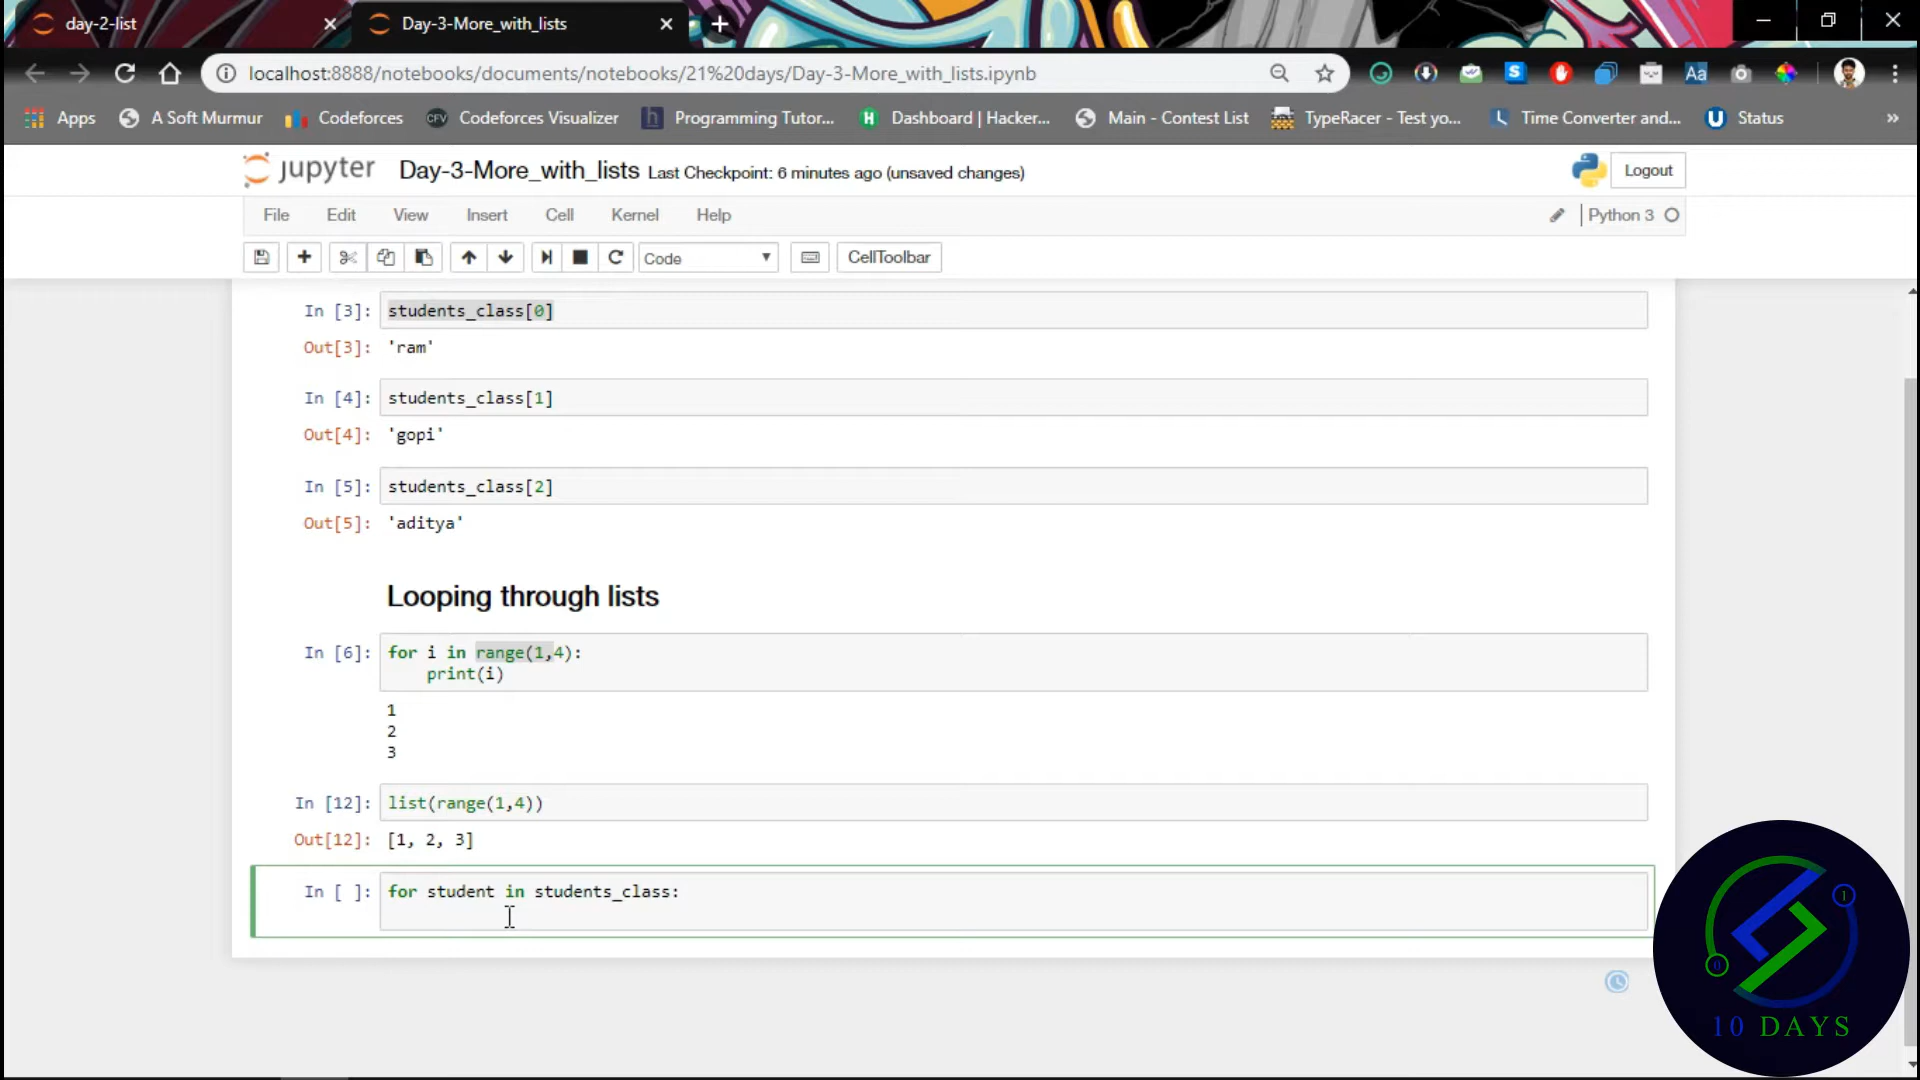 day-2-list
Day-3-More_with_lists
localhost:8888/notebooks/documents/notebooks/21%20days/Day-3-More_with_lists.ipynb
Apps
A Soft Murmur
Codeforces
CFV
Codeforces Visualizer
Programming Tutor...
Dashboard | Hacker...
Main - Contest List
TypeRacer - Test yo...
Time Converter and...
Status
»
jupyter Day-3-More_with_lists Last Checkpoint: 6 minutes ago (unsaved changes)
Logout
File Edit View Insert Cell Kernel Help
Python 3
Code
CellToolbar
In [3]: students_class[0]
Out[3]: 'ram'
In [4]: students_class[1]
Out[4]: 'gopi'
In [5]: students_class[2]
Out[5]: 'aditya'
Looping through lists
In [6]: for i in range(1,4):
print(i)
1
2
3
In [12]: list(range(1,4))
Out[12]: [1, 2, 3]
In [ ]: for student in students_class:
1
0
10 DAYS